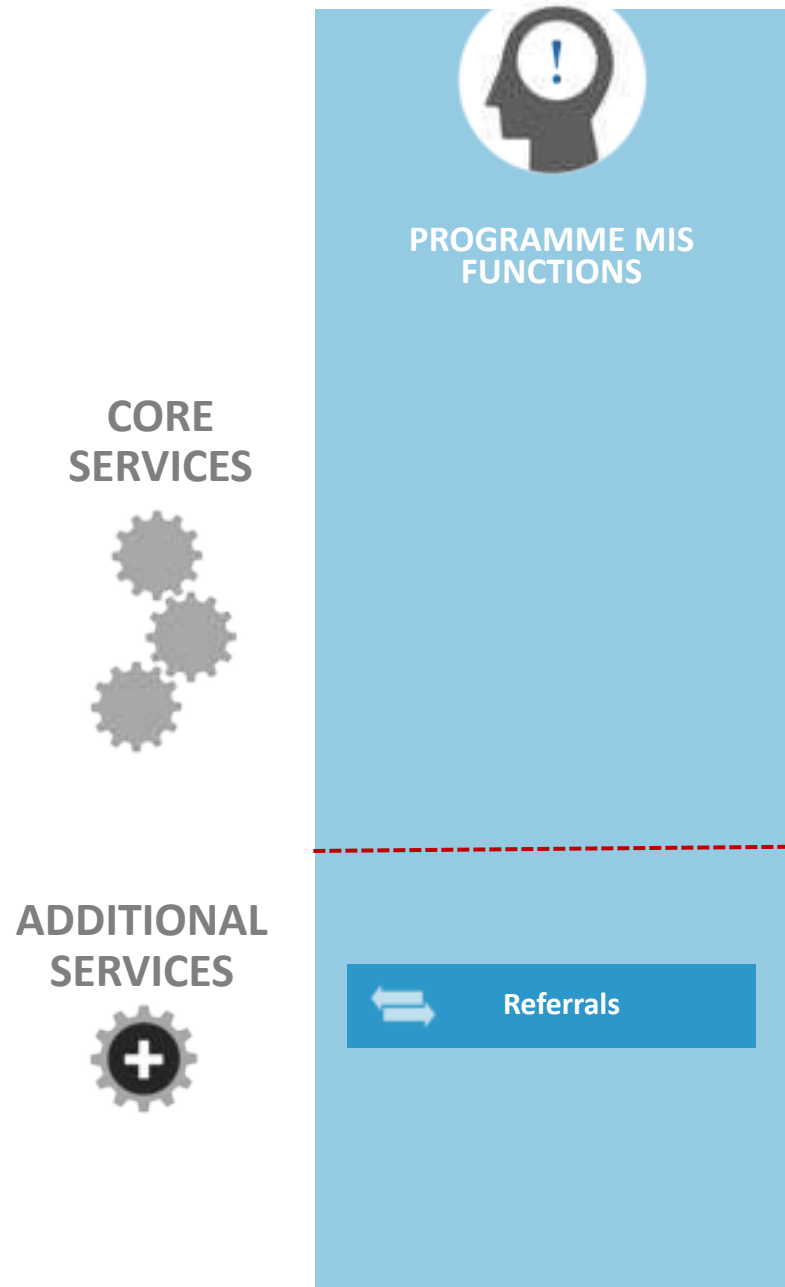 !
PROGRAMME MIS
FUNCTIONS
CORE
SERVICES
ADDITIONAL
SERVICES
Referrals